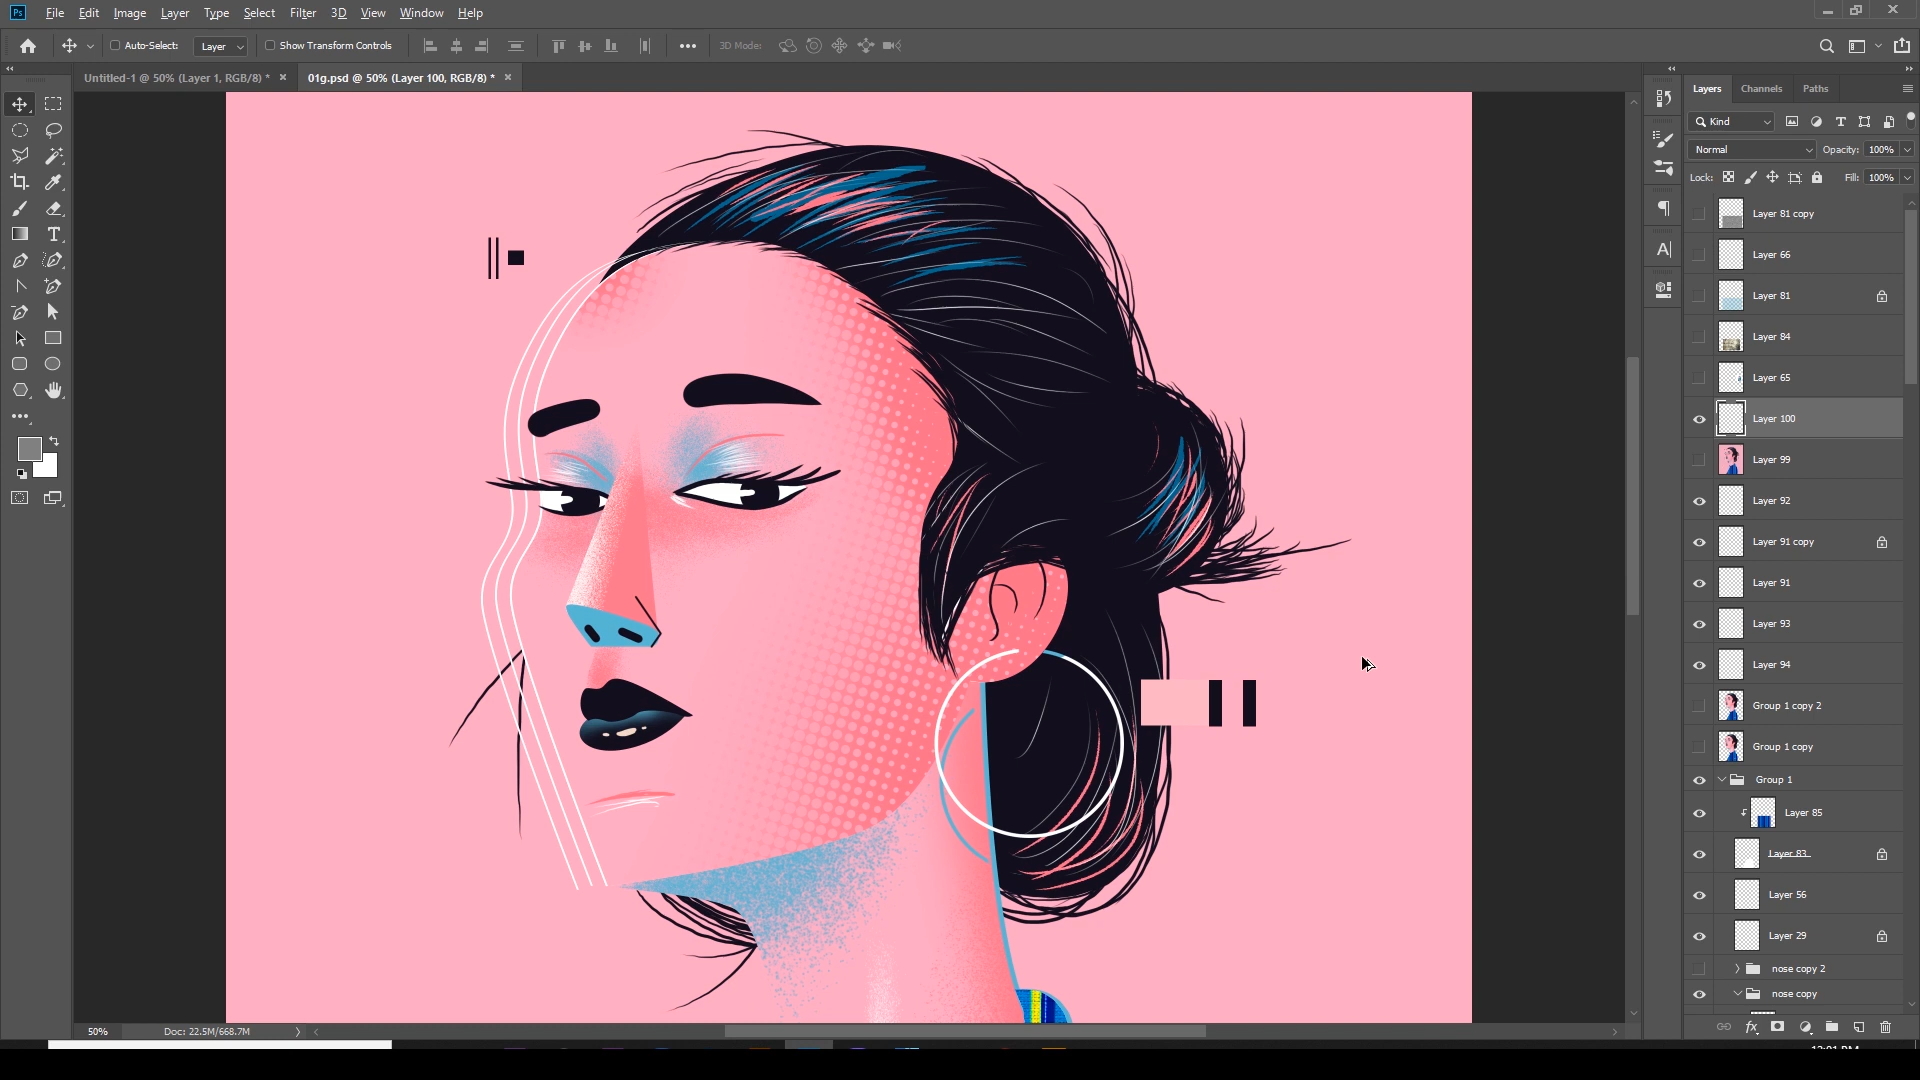 Ps File Edit Image Layer Type Select Filter 3D View Window Help
Auto-Select: Layer Show Transform Controls 3D Mode:
Untitled-1 @ 50% (Layer 1, RGB/8) * 01g.psd @ 50% (Layer 100, RGB/8) *
Layers Channels Paths
Kind
Normal Opacity: 100%
Lock: Fill: 100%
Layer 81 copy
Layer 66
Layer 81
Layer 84
Layer 65
Layer 100
Layer 99
Layer 92
Layer 91 copy
Layer 91
Layer 93
Layer 94
Group 1 copy 2
Group 1 copy
Group 1
Layer 85
Layer 83
Layer 56
Layer 29
nose copy 2
nose copy
50% Doc: 22.5M/668.7M